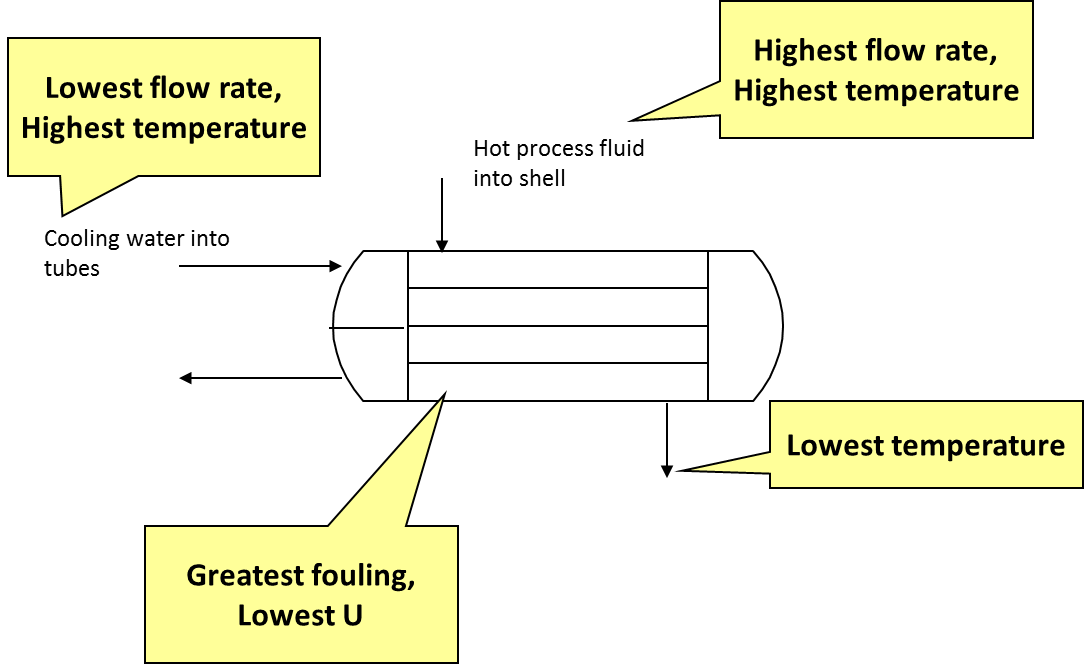 Highest flow rate,
Highest temperature
Lowest flow rate,
Highest temperature
Hot process fluid
into shell
Cooling water into
tubes
Lowest temperature
Greatest fouling,
Lowest U